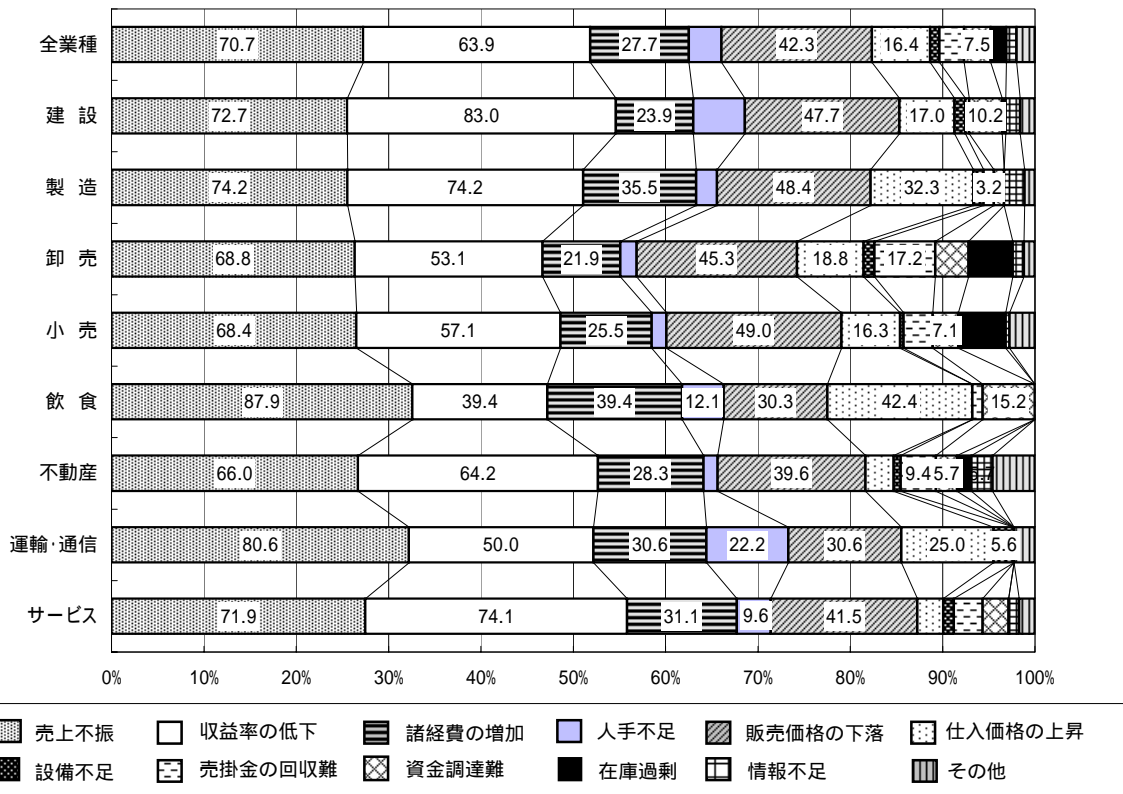 全業種 70.7 63.9 27.7 42.3 16.4 7.5
建 設 72.7 83.0 23.9 47.7 17.0 10.2
製 造 74.2 74.2 35.5 48.4 32.3 3.2
卸 売 68.8 53.1 21.9 45.3 18.8 17.2
小 売 68.4 57.1 25.5 49.0 16.3 7.1
飲 食 87.9 39.4 39.4 12.1 30.3 42.4 15.2
不動産 66.0 64.2 28.3 39.6 9.4 5.7
運輸・通信 80.6 50.0 30.6 22.2 30.6 25.0 5.6
サービス 71.9 74.1 31.1 9.6 41.5
0% 10% 20% 30% 40% 50% 60% 70% 80% 90% 100%
売上不振 収益率の低下 諸経費の増加 人手不足 販売価格の下落 仕入価格の上昇
設備不足 売掛金の回収難 資金調達難 在庫過剰 情報不足 その他